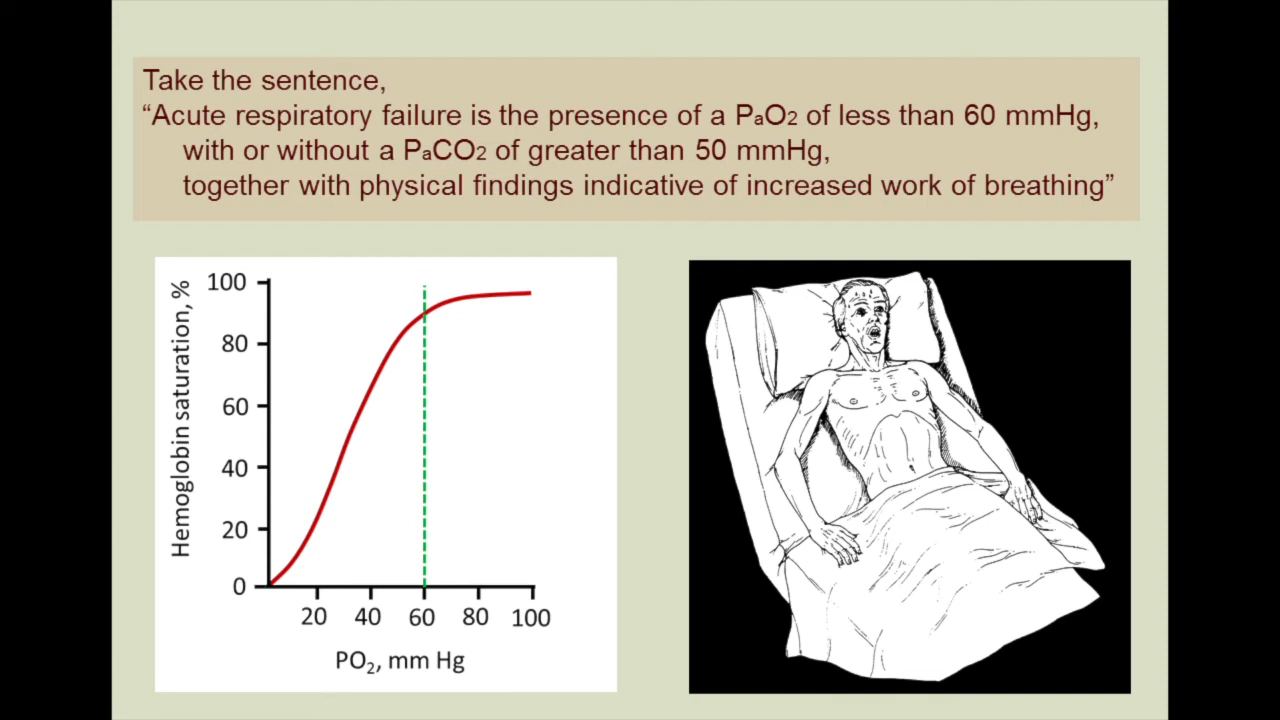 Take the sentence,
“Acute respiratory failure is the presence of a PaO2 of less than 60 mmHg,
with or without a PaCO2 of greater than 50 mmHg,
together with physical findings indicative of increased work of breathing”
Hemoglobin saturation, %
100
80
60
40
20
0
20 40 60 80 100
PO2, mm Hg